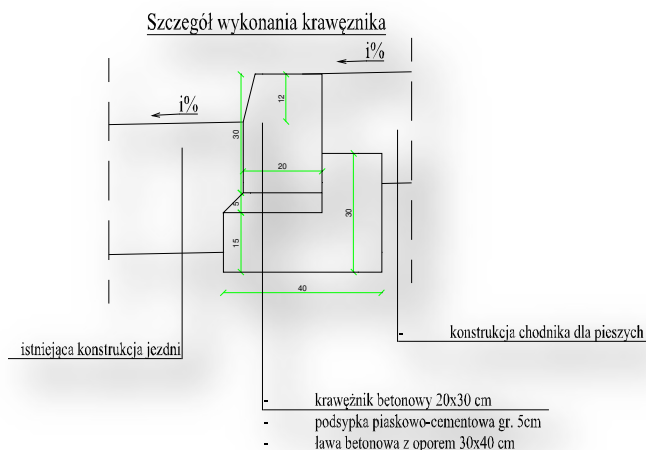 Szczegół wykonania krawęznika
i%
i%
12
30
20
5
30
15
40
istniejąca konstrukcja jezdni
- konstrukcja chodnika dla pieszych
- krawężnik betonowy 20x30 cm
- podsypka piaskowo-cementowa gr. 5cm
- ława betonowa z oporem 30x40 cm